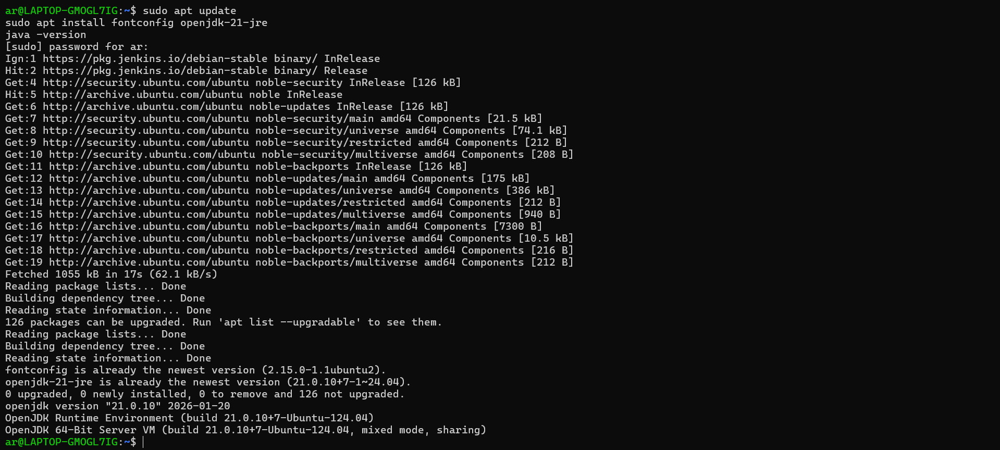 ar@LAPTOP-GMOGL7IG:~$ sudo apt update
sudo apt install fontconfig openjdk-21-jre
java -version
[sudo] password for ar:
Ign:1 https://pkg.jenkins.io/debian-stable binary/ InRelease
Hit:2 https://pkg.jenkins.io/debian-stable binary/ Release
Get:4 http://security.ubuntu.com/ubuntu noble-security InRelease [126 kB]
Hit:5 http://archive.ubuntu.com/ubuntu noble InRelease
Get:6 http://archive.ubuntu.com/ubuntu noble-updates InRelease [126 kB]
Get:7 http://security.ubuntu.com/ubuntu noble-security/main amd64 Components [21.5 kB]
Get:8 http://security.ubuntu.com/ubuntu noble-security/universe amd64 Components [74.1 kB]
Get:9 http://security.ubuntu.com/ubuntu noble-security/restricted amd64 Components [212 B]
Get:10 http://security.ubuntu.com/ubuntu noble-security/multiverse amd64 Components [208 B]
Get:11 http://archive.ubuntu.com/ubuntu noble-backports InRelease [126 kB]
Get:12 http://archive.ubuntu.com/ubuntu noble-updates/main amd64 Components [175 kB]
Get:13 http://archive.ubuntu.com/ubuntu noble-updates/universe amd64 Components [386 kB]
Get:14 http://archive.ubuntu.com/ubuntu noble-updates/restricted amd64 Components [212 B]
Get:15 http://archive.ubuntu.com/ubuntu noble-updates/multiverse amd64 Components [940 B]
Get:16 http://archive.ubuntu.com/ubuntu noble-backports/main amd64 Components [7300 B]
Get:17 http://archive.ubuntu.com/ubuntu noble-backports/universe amd64 Components [10.5 kB]
Get:18 http://archive.ubuntu.com/ubuntu noble-backports/restricted amd64 Components [216 B]
Get:19 http://archive.ubuntu.com/ubuntu noble-backports/multiverse amd64 Components [212 B]
Fetched 1055 kB in 17s (62.1 kB/s)
Reading package lists... Done
Building dependency tree... Done
Reading state information... Done
126 packages can be upgraded. Run 'apt list --upgradable' to see them.
Reading package lists... Done
Building dependency tree... Done
Reading state information... Done
fontconfig is already the newest version (2.15.0-1.1ubuntu2).
openjdk-21-jre is already the newest version (21.0.10+7-1~24.04).
0 upgraded, 0 newly installed, 0 to remove and 126 not upgraded.
openjdk version "21.0.10" 2026-01-20
OpenJDK Runtime Environment (build 21.0.10+7-Ubuntu-124.04)
OpenJDK 64-Bit Server VM (build 21.0.10+7-Ubuntu-124.04, mixed mode, sharing)
ar@LAPTOP-GMOGL7IG:~$